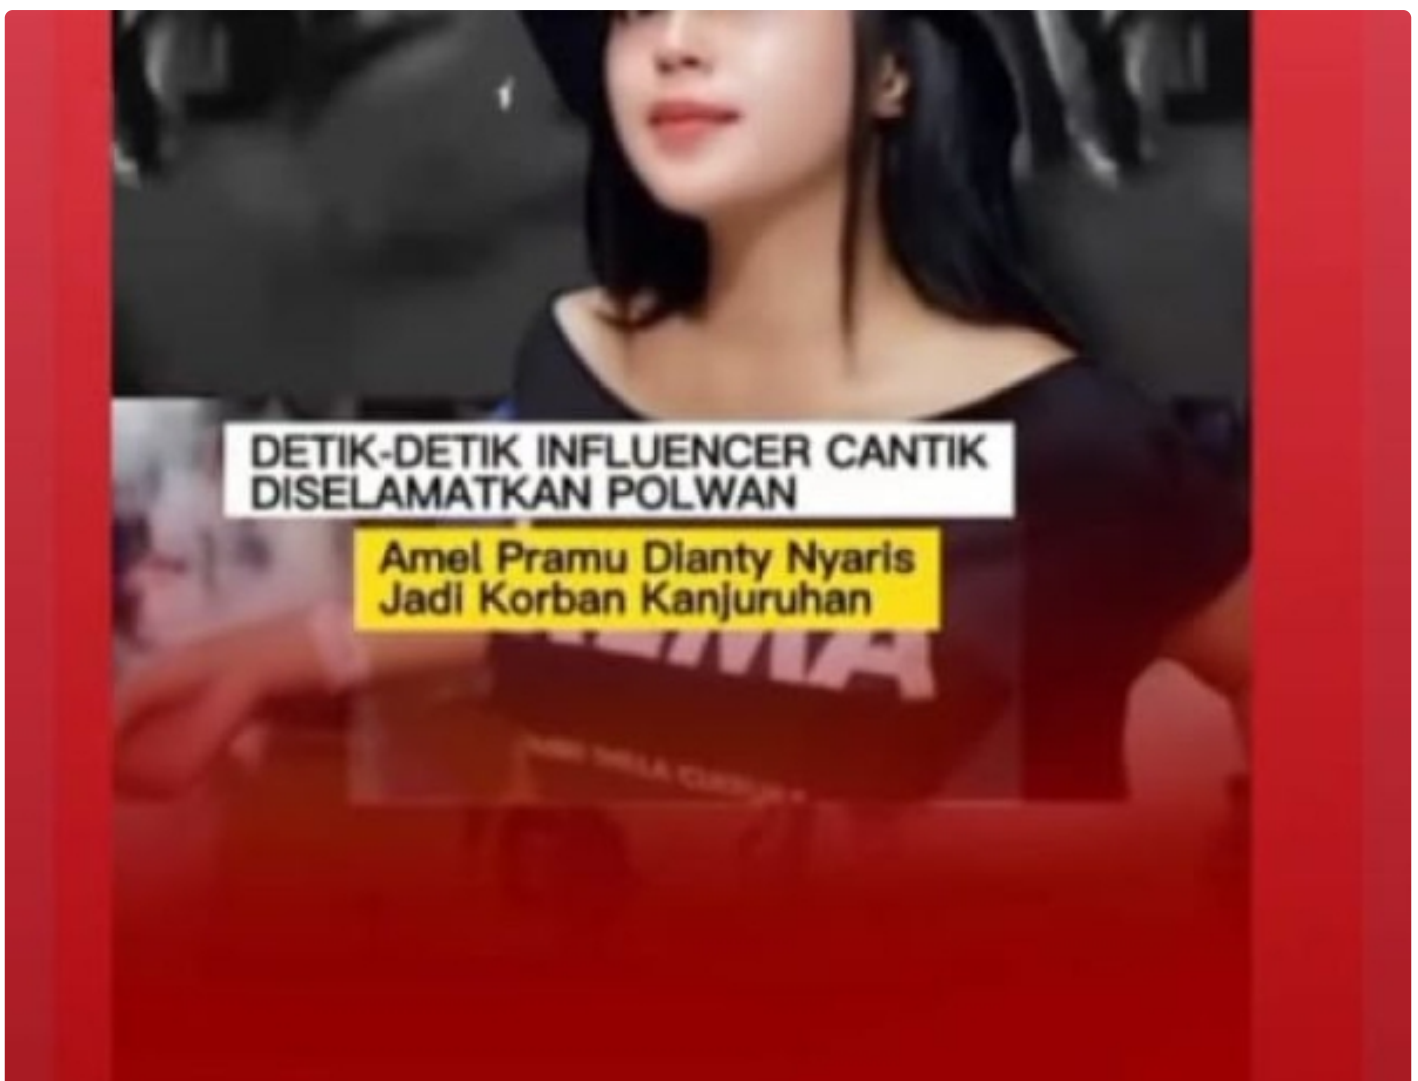 DETIK-DETIK INFLUENCER CANTIK
DISELAMATKAN POLWAN
Amel Pramu Dianty Nyaris
Jadi Korban Kanjuruhan